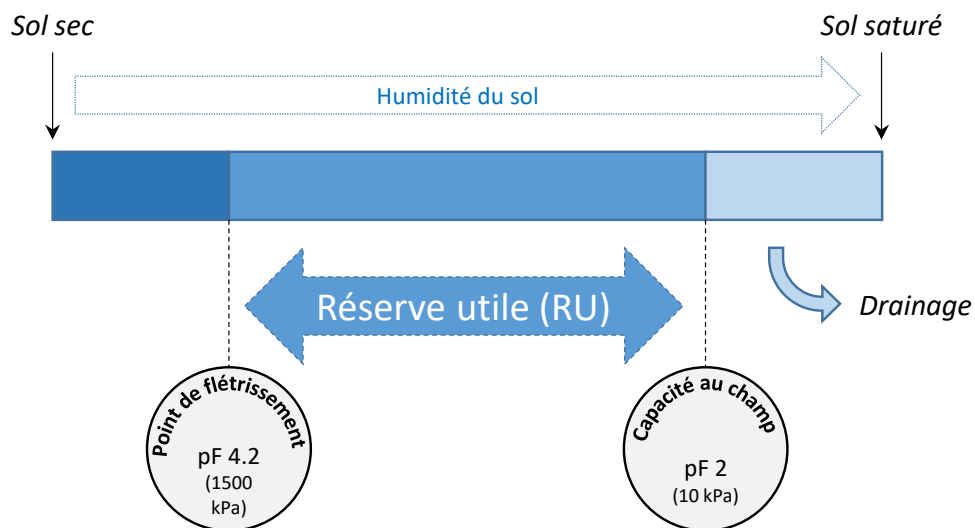 Sol sec
Sol saturé
Humidité du sol
Réserve utile (RU)
Drainage
Point de flétrissement
pF 4.2
(1500
kPa)
Capacité au champ
pF 2
(10 kPa)